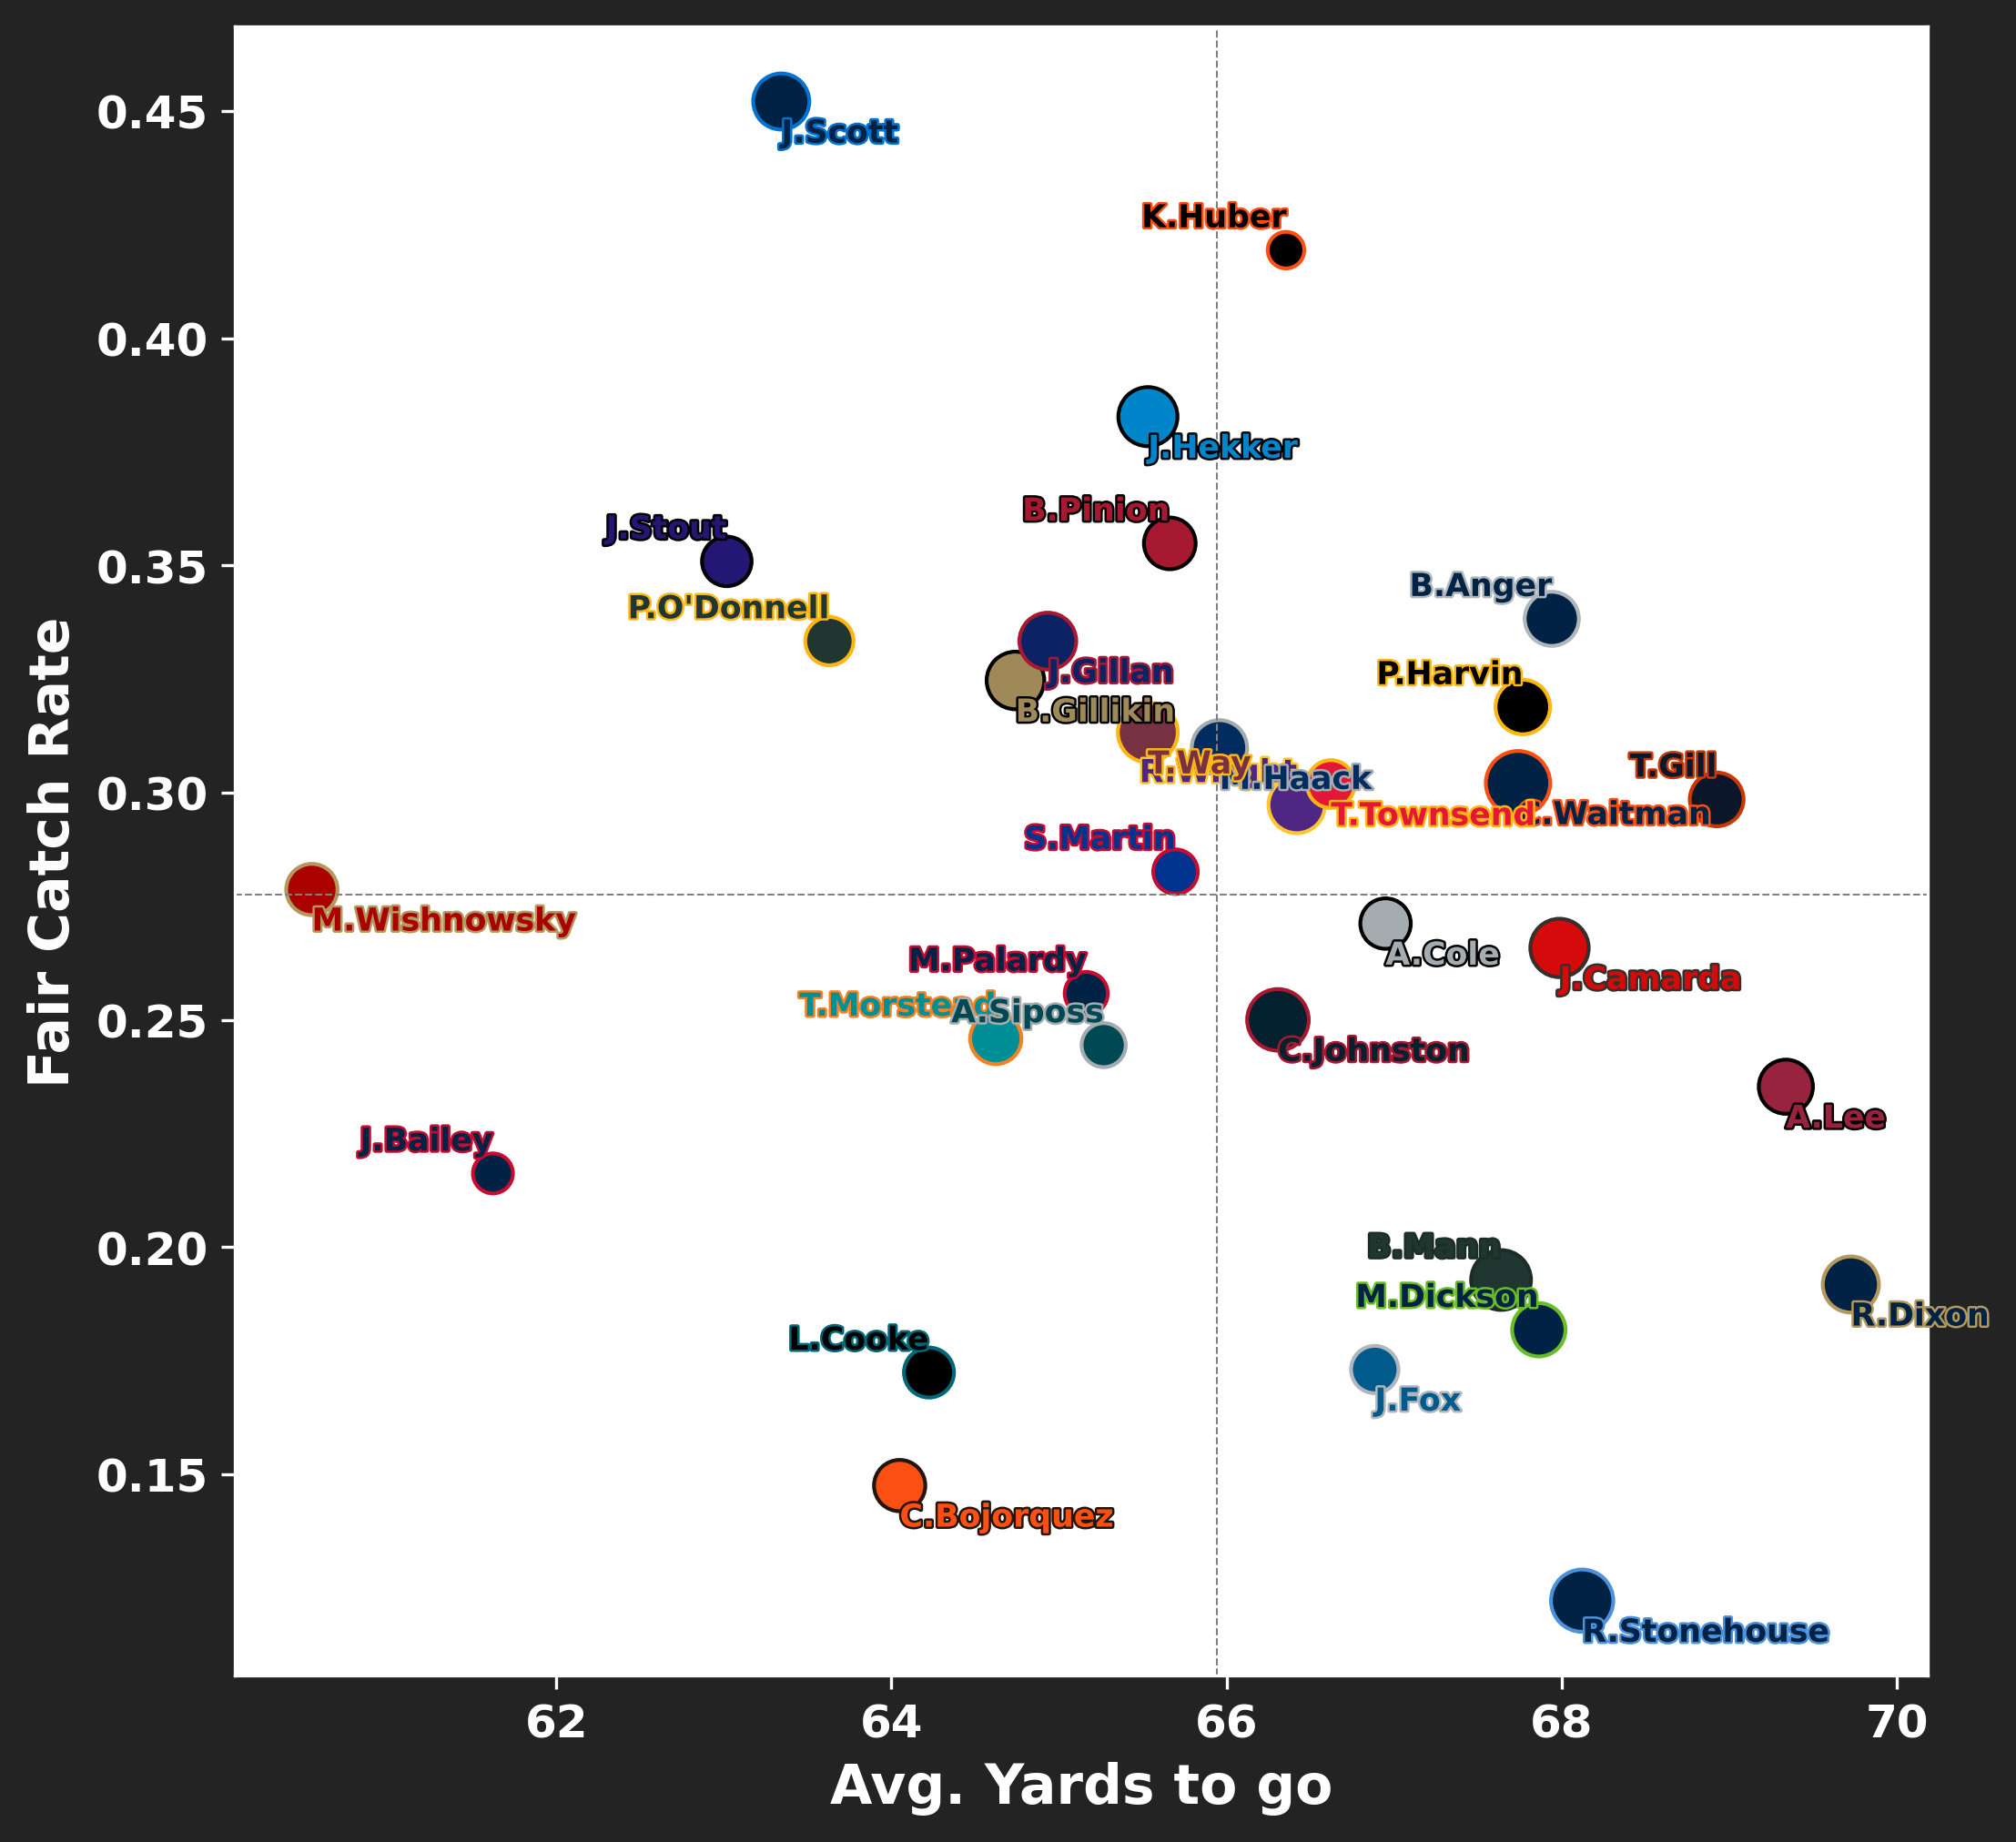 0.45
J.Scott
K.Huber
0.40
J.Hekker
B.Pinion
J.Stout
0.35
B.Anger
P.O'Donnell
J.Gillan
P.Harvin
B.Gillikin
T.Way
T.Gill
Haack
0.30
T.Townsend
Waitman
S.Martin
M.Wishnowsky
A.Cole
M.Palardy
J.Camarda
T.Morstead
A.Siposs
0.25
C.Johnston
A.Lee
J.Bailey
B.Mann
0.20
M.Dickson
R.Dixon
L.Cooke
J.Fox
0.15
C.Bojorquez
R.Stonehouse
Fair Catch Rate
62
64
66
68
70
Avg. Yards to go